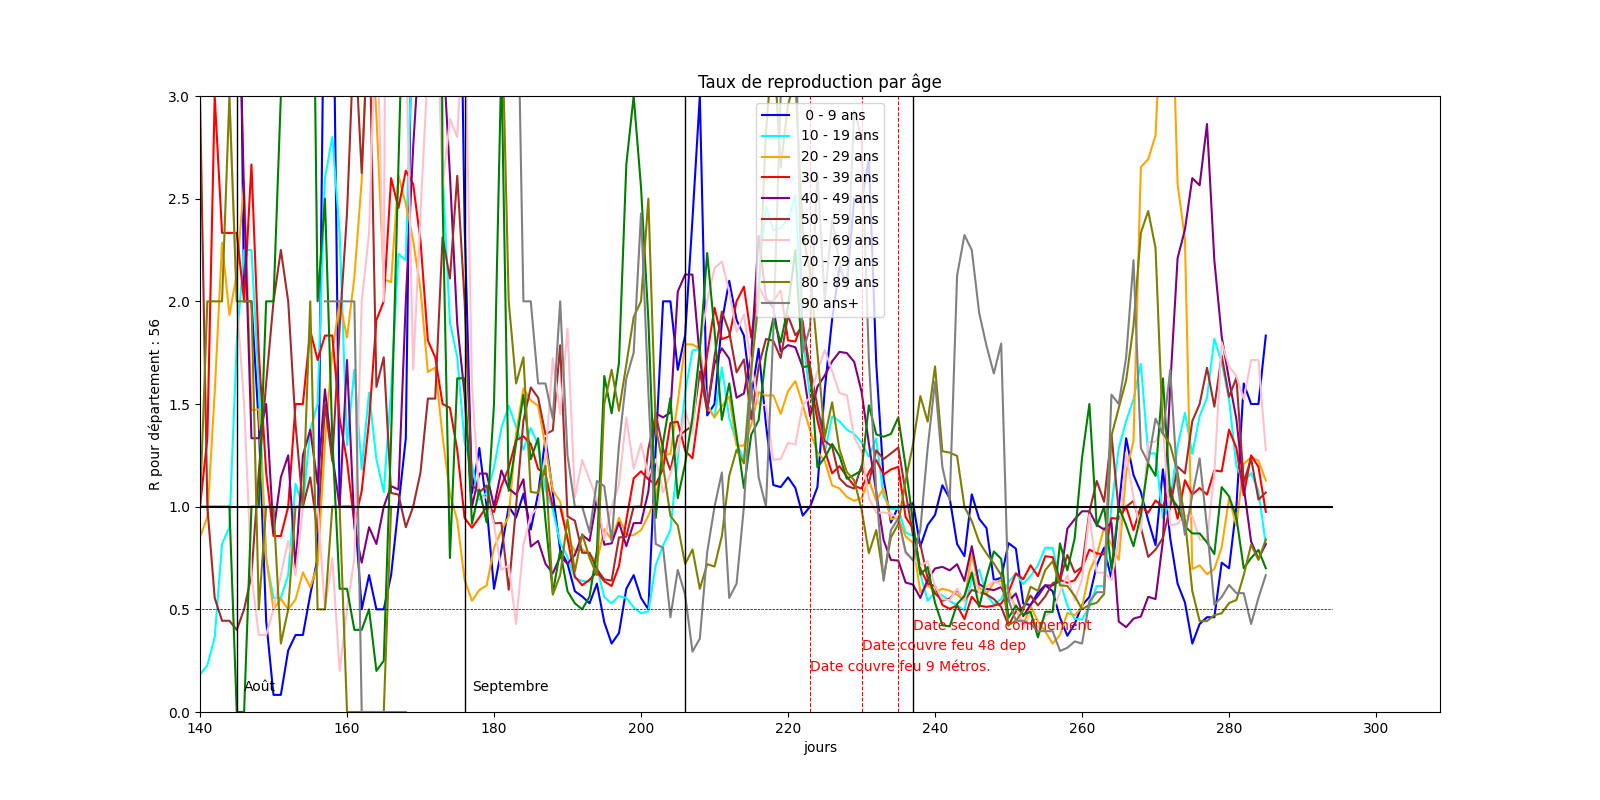 Taux de reproduction par âge
R pour département : 56
3.0
2.5
2.0
1.5
1.0
0.5
0.0
0 - 9 ans
10 - 19 ans
20 - 29 ans
30 - 39 ans
40 - 49 ans
50 - 59 ans
60 - 69 ans
70 - 79 ans
80 - 89 ans
90 ans+
Date second confinement
Date couvre feu 48 dep
Date couvre feu 9 Métros.
Août
Septembre
140
160
180
200
220
240
260
280
300
jours